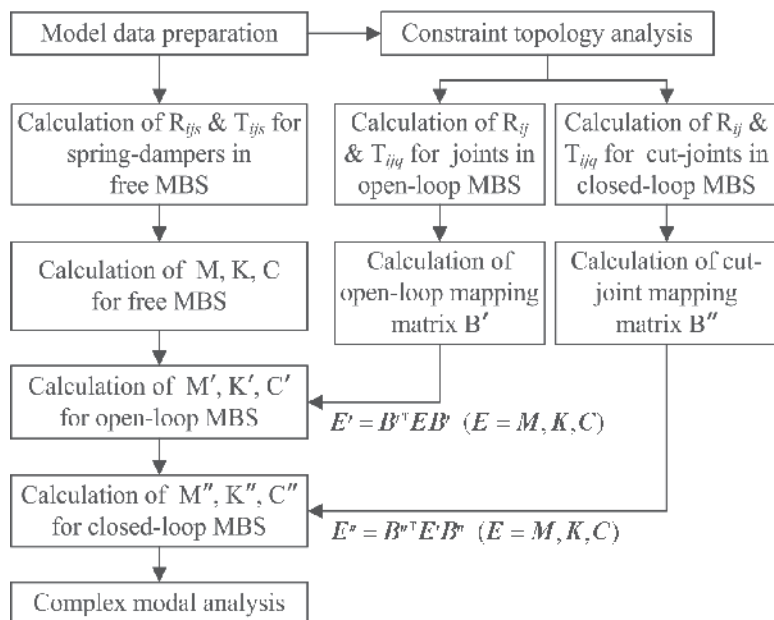 Model data preparation
Constraint topology analysis
Calculation of R_ijs & T_ijs for
spring-dampers in
free MBS
Calculation of R_ij
& T_ijq for joints in
open-loop MBS
Calculation of R_ij &
T_ijq for cut-joints in
closed-loop MBS
Calculation of M, K, C
for free MBS
Calculation of
open-loop mapping
matrix B′
Calculation of cut-
joint mapping
matrix B″
Calculation of M′, K′, C′
for open-loop MBS
E′ = B′ᵀEB′ (E = M, K, C)
Calculation of M″, K″, C″
for closed-loop MBS
E″ = B″ᵀE′B″ (E = M, K, C)
Complex modal analysis